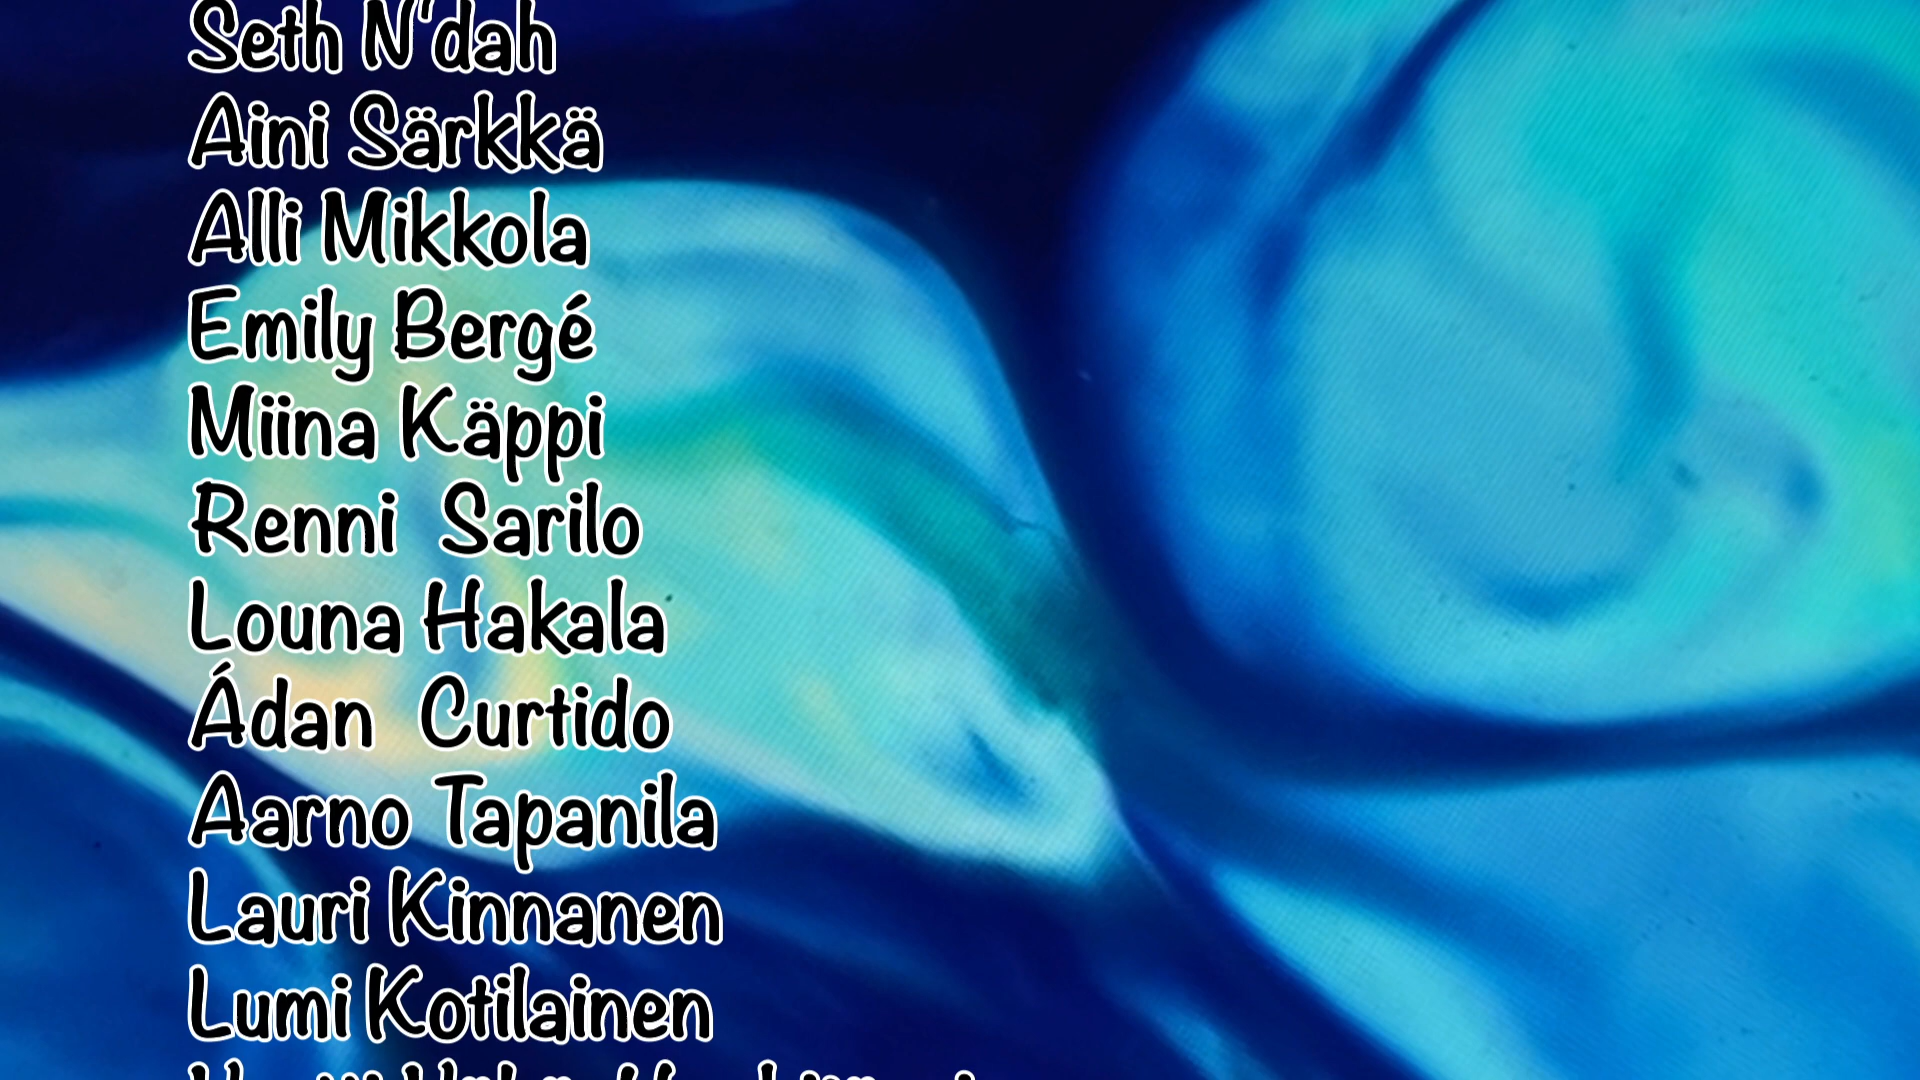 Seth N'dah
Aini Särkkä
Alli Mikkola
Emily Bergé
Miina Käppi
Renni  Sarilo
Louna Hakala
Ádan  Curtido
Aarno Tapanila
Lauri Kinnanen
Lumi Kotilainen